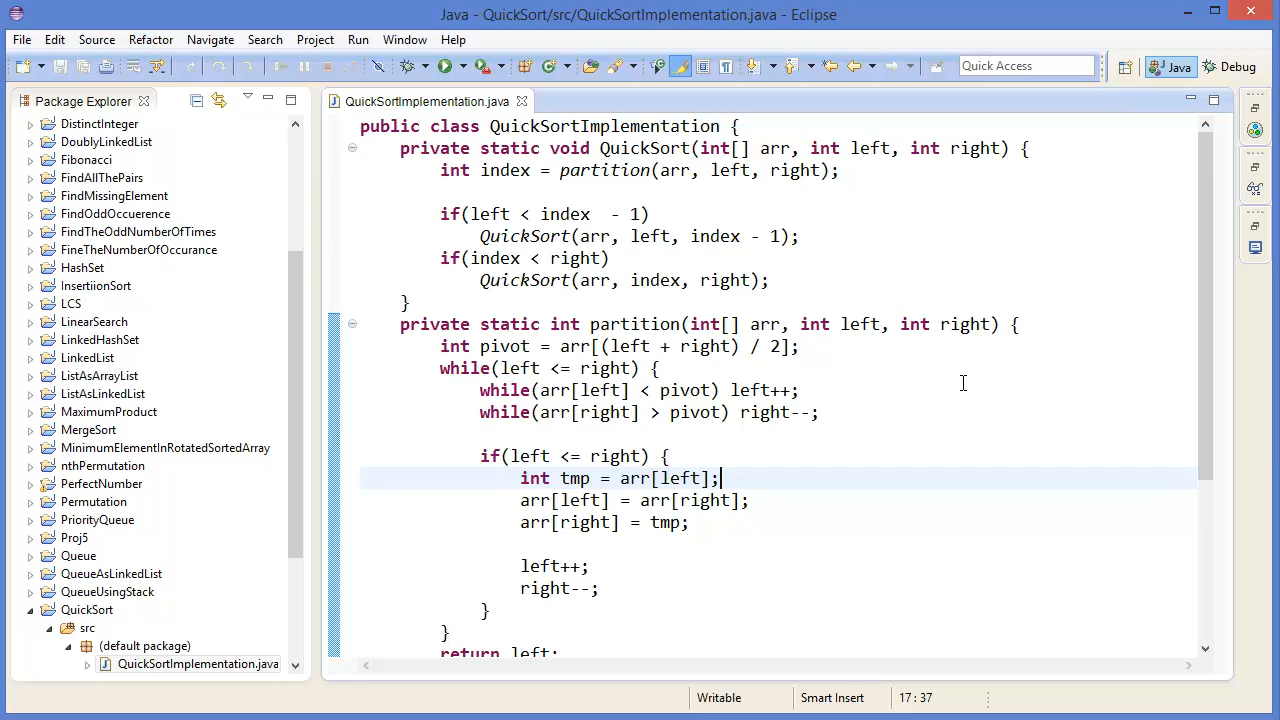 Java - QuickSort/src/QuickSortImplementation.java - Eclipse
File Edit Source Refactor Navigate Search Project Run Window Help
Quick Access
Java
Debug
Package Explorer
DistinctInteger
DoublyLinkedList
Fibonacci
FindAllThePairs
FindMissingElement
FindOddOccuerence
FindTheOddNumberOfTimes
FineTheNumberOfOccurance
HashSet
InsertiionSort
LCS
LinearSearch
LinkedHashSet
LinkedList
ListAsArrayList
ListAsLinkedList
MaximumProduct
MergeSort
MinimumElementInRotatedSortedArray
nthPermutation
PerfectNumber
Permutation
PriorityQueue
Proj5
Queue
QueueAsLinkedList
QueueUsingStack
QuickSort
src
(default package)
QuickSortImplementation.java
QuickSortImplementation.java
public class QuickSortImplementation {
private static void QuickSort(int[] arr, int left, int right) {
int index = partition(arr, left, right);
if(left < index  - 1)
QuickSort(arr, left, index - 1);
if(index < right)
QuickSort(arr, index, right);
}
private static int partition(int[] arr, int left, int right) {
int pivot = arr[(left + right) / 2];
while(left <= right) {
while(arr[left] < pivot) left++;
while(arr[right] > pivot) right--;
if(left <= right) {
int tmp = arr[left];
arr[left] = arr[right];
arr[right] = tmp;
left++;
right--;
}
}
return left;
Writable
Smart Insert
17 : 37